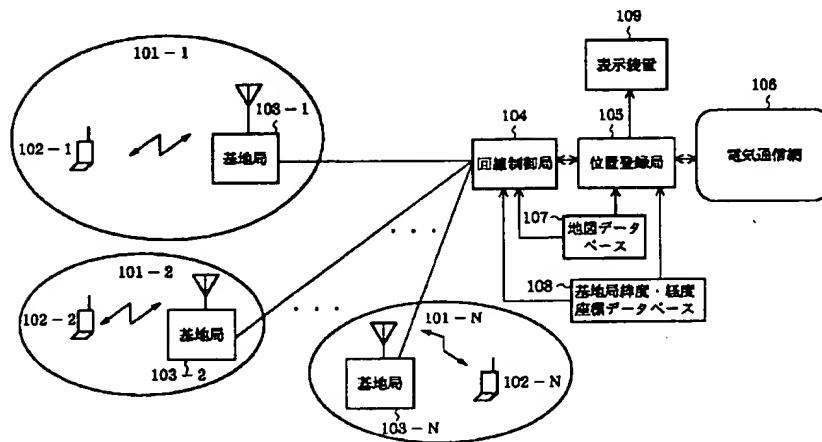 109
表示装置
106
101-1
103-1
104
105
102-1
基地局
回線制御局
位置登録局
電気通信網
107
地図データ
ベース
101-2
108
基地局緯度・経度
座標データベース
102-2
基地局
101-N
103-2
基地局
102-N
103-N